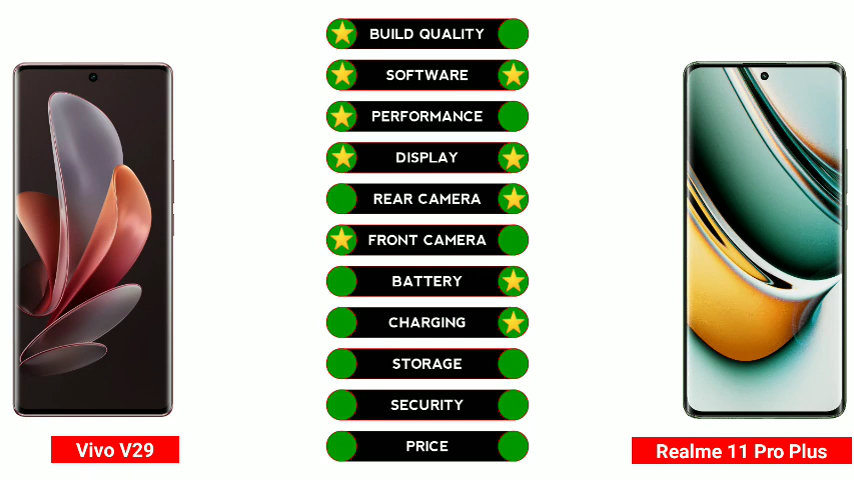 BUILD QUALITY
SOFTWARE
PERFORMANCE
DISPLAY
REAR CAMERA
FRONT CAMERA
BATTERY
CHARGING
STORAGE
SECURITY
PRICE
Vivo V29
Realme 11 Pro Plus